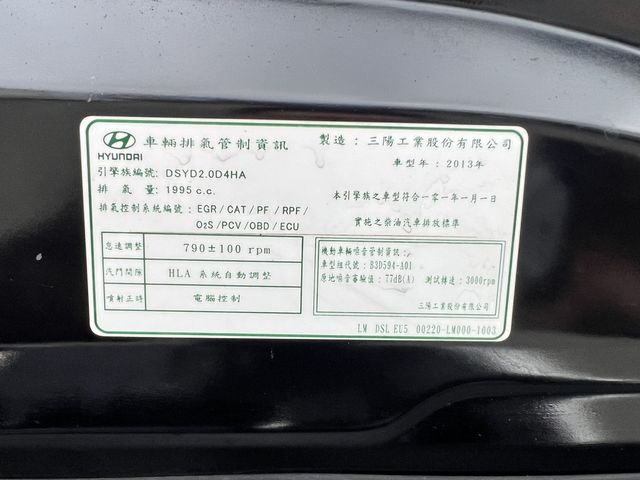 HYUNDAI
車輛排氣管制資訊
製造：三陽工業股份有限公司
車型年：2013年
引擎族編號：DSYD2.0D4HA
排 氣 量：1995 c.c.
本引擎族之車型符合一零一年一月一日
實施之柴油汽車排放標準
排氣控制系統編號：EGR/CAT/PF/RPF/
O2S/PCV/OBD/ECU
怠速調整 790±100 rpm
汽門間隙 HLA 系統自動調整
噴射正時 電腦控制
機動車輛噪音管制資訊：
車型組代號：B3D594-A01
原地噪音審驗值：77dB(A) 測試轉速：3000rpm
三陽工業股份有限公司
LM DSL EU5 00220-LM000-1003